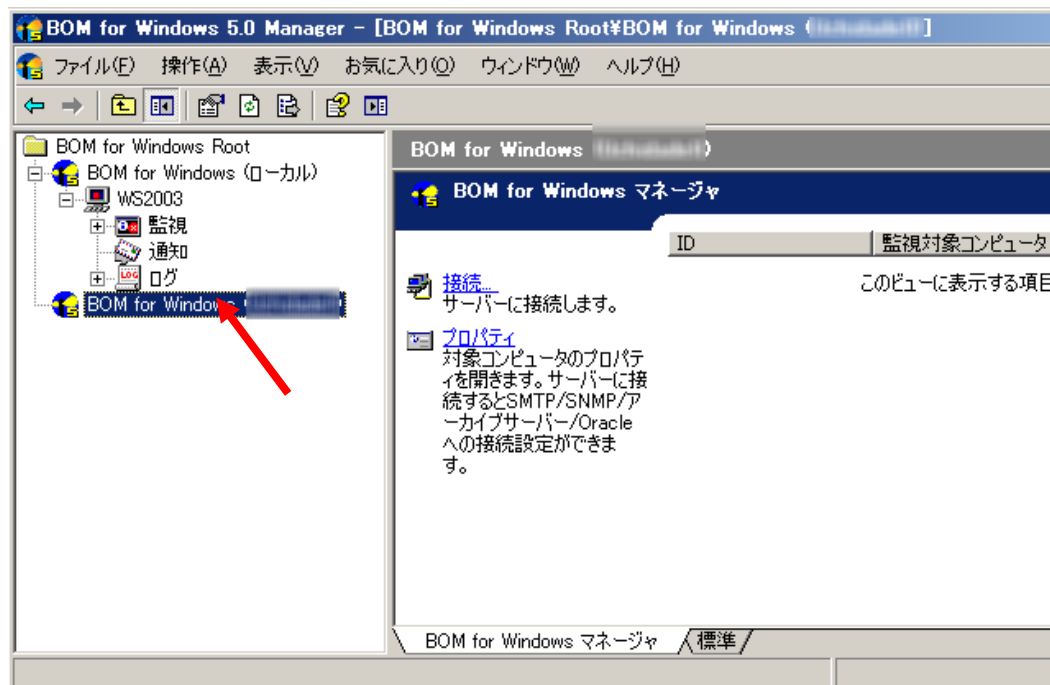 BOM for Windows 5.0 Manager - [BOM for Windows Root¥BOM for Windows (
]
ファイル(F) 操作(A) 表示(V) お気に入り(O) ウィンドウ(W) ヘルプ(H)
BOM for Windows Root
BOM for Windows (ローカル)
WS2003
監視
通知
LOG ログ
BOM for Windows (
BOM for Windows
)
BOM for Windows マネージャ
ID 監視対象コンピュータ
このビューに表示する項目
接続...
サーバーに接続します。
プロパティ
対象コンピュータのプロパテ
ィを開きます。サーバーに接
続するとSMTP/SNMP/ア
ーカイブサーバー/Oracle
への接続設定ができま
す。
BOM for Windows マネージャ 標準